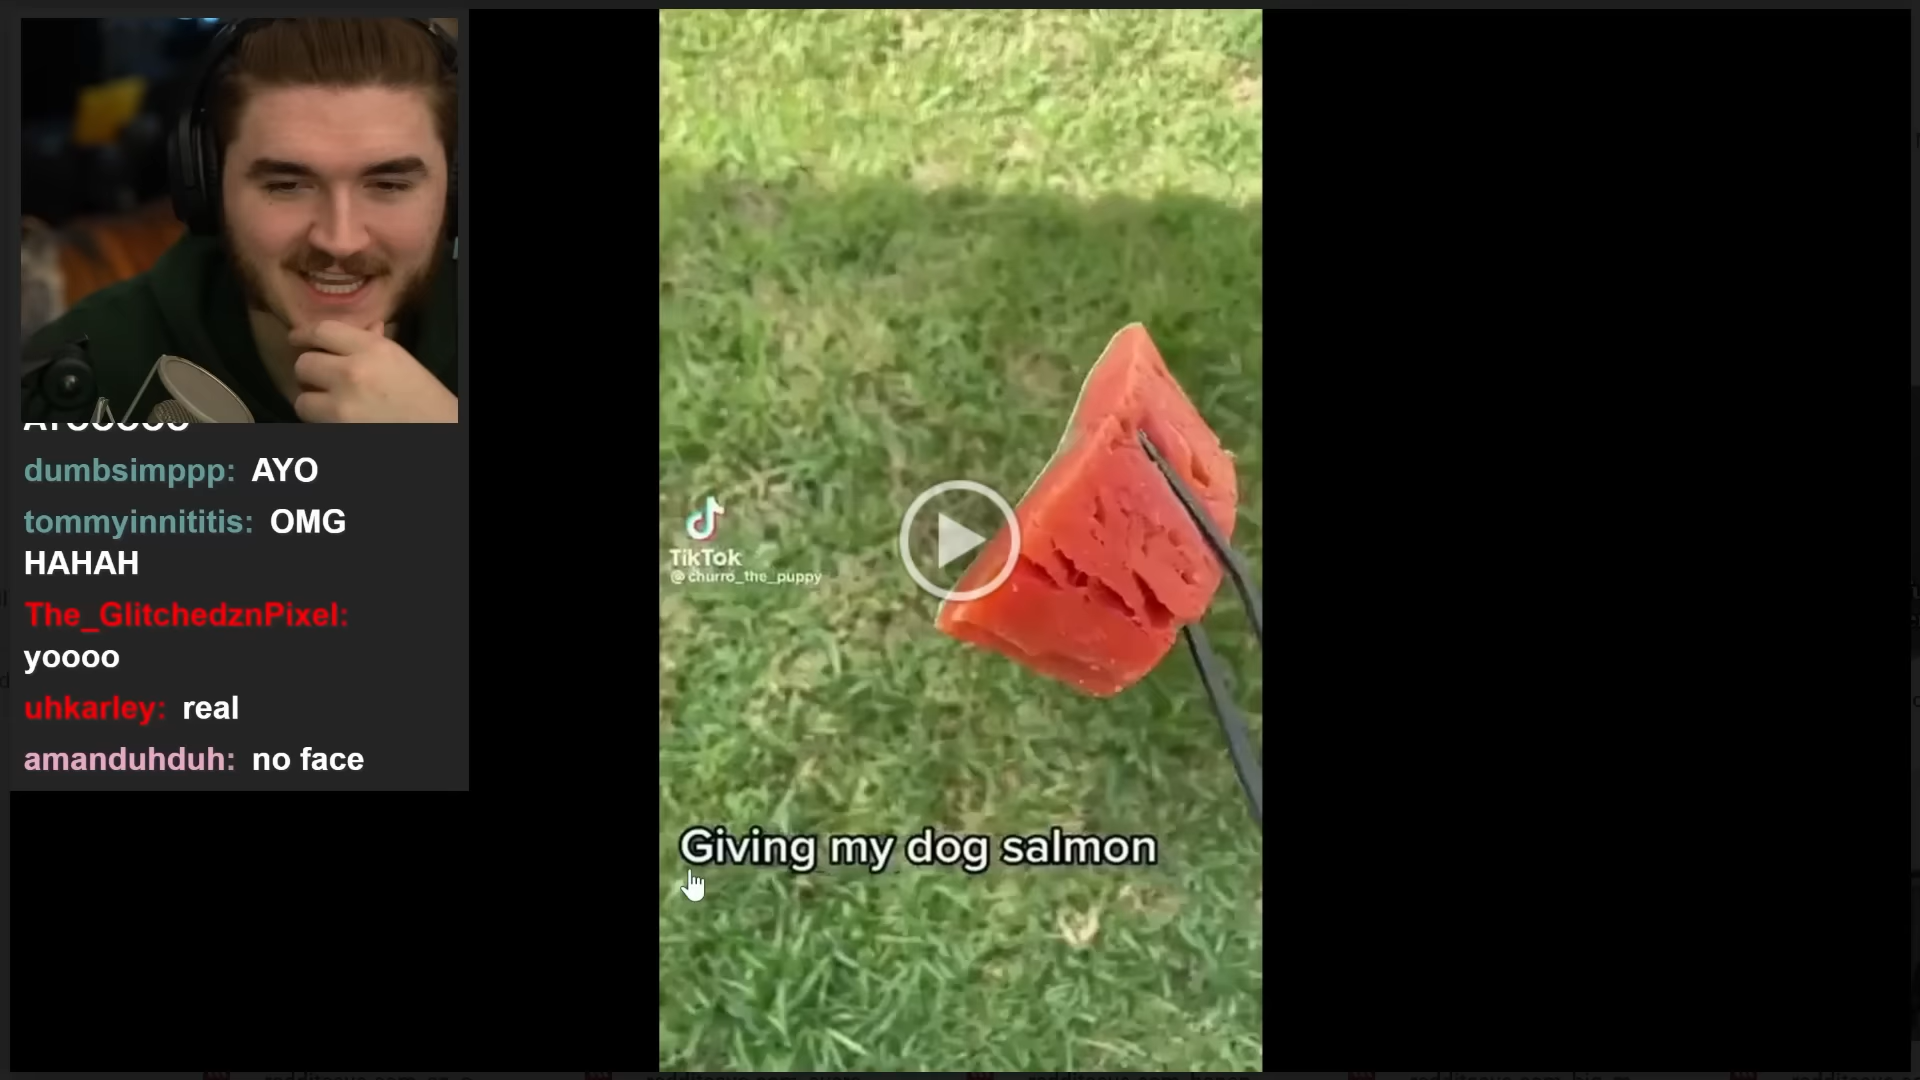 dumbsimppp: AYO
tommyinnititis: OMG
HAHAH
The_GlitchedznPixel:
yoooo
uhkarley: real
amanduhduh: no face
TikTok
@churro_the_puppy
Giving my dog salmon